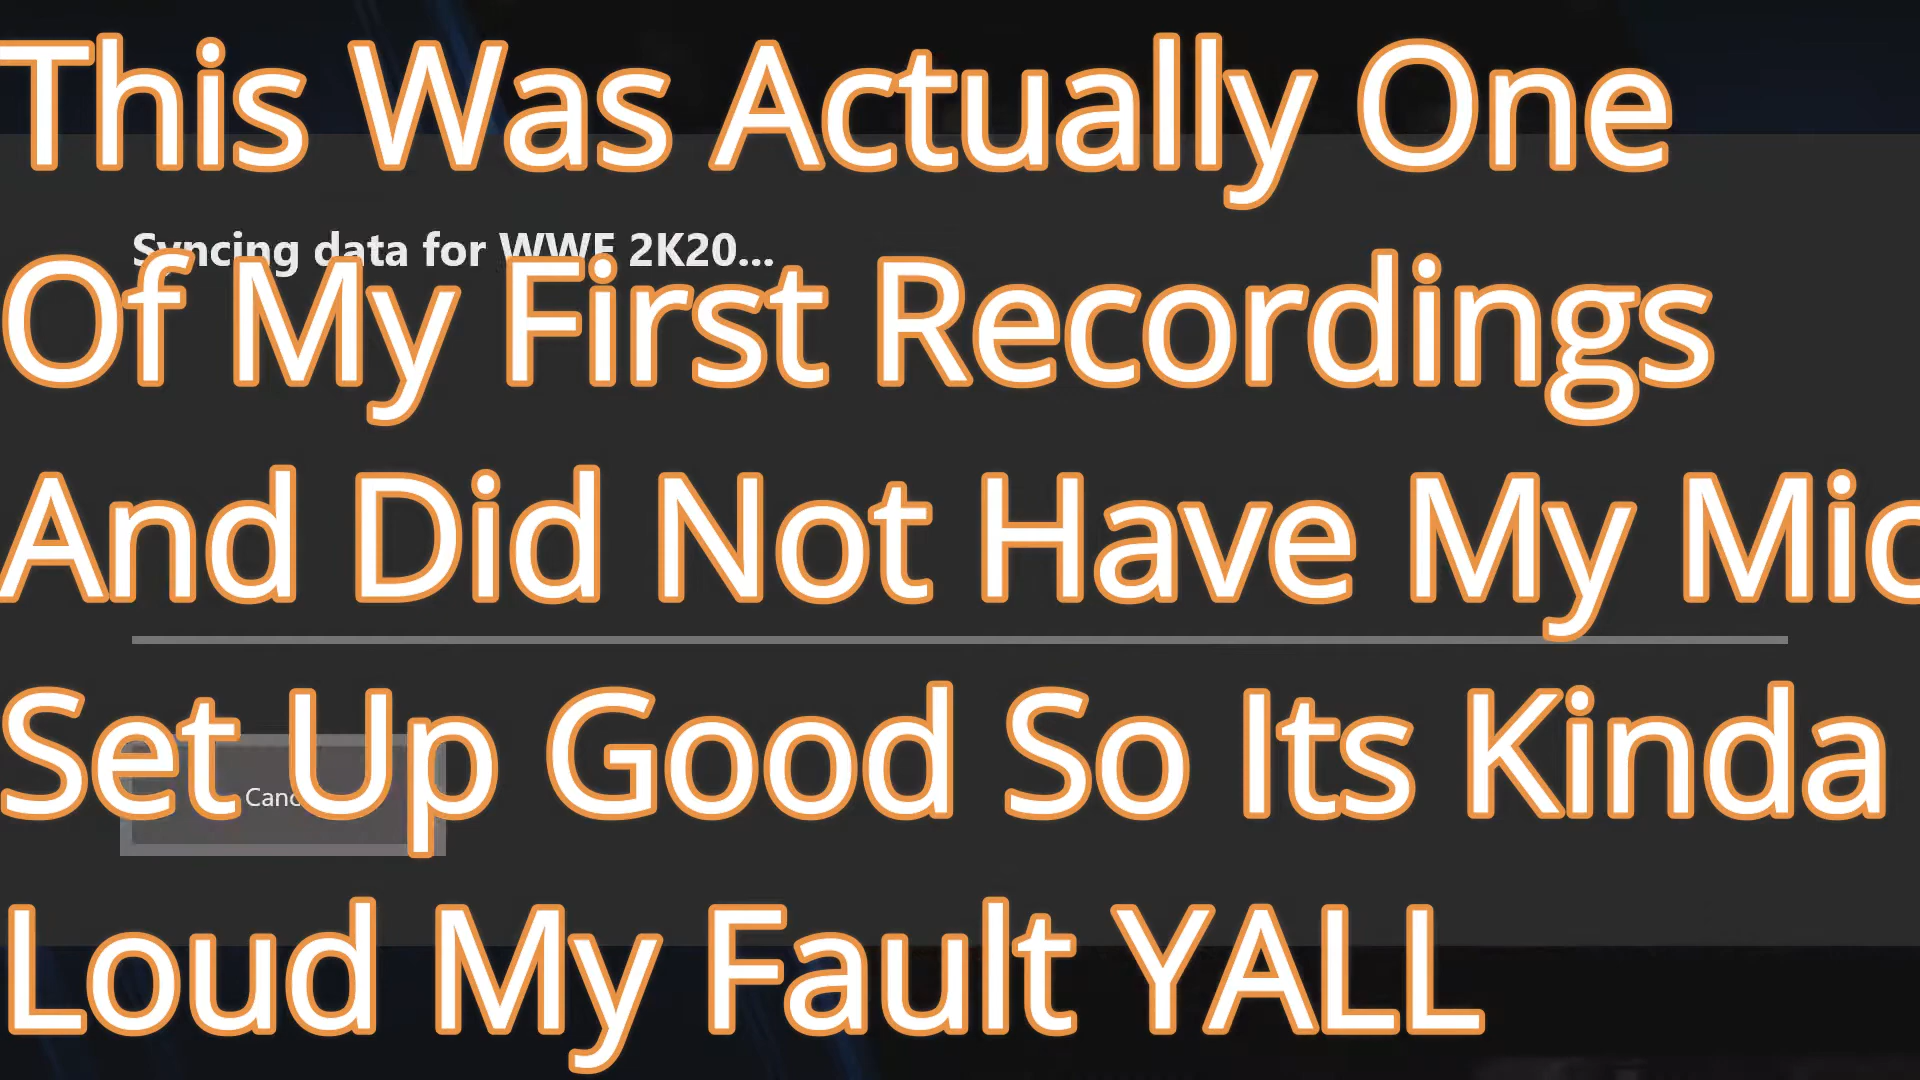 This Was Actually One
Syncing data for WWE 2K20...
Of My First Recordings
And Did Not Have My Mic
Set Up Good So Its Kinda
Loud My Fault YALL